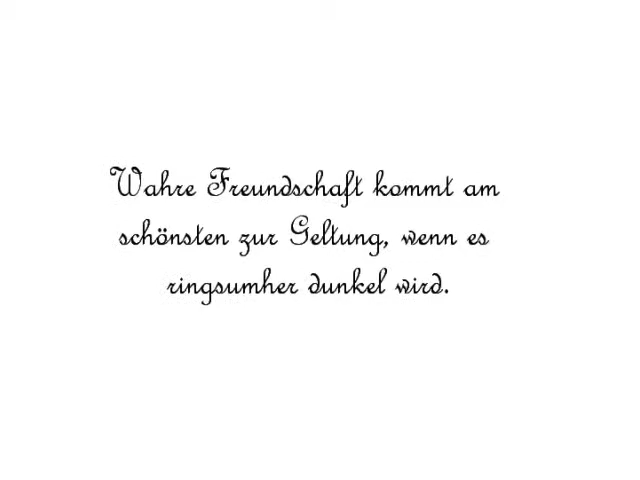 Wahre Freundschaft kommt am
schönsten zur Geltung, wenn es
ringsumher dunkel wird.